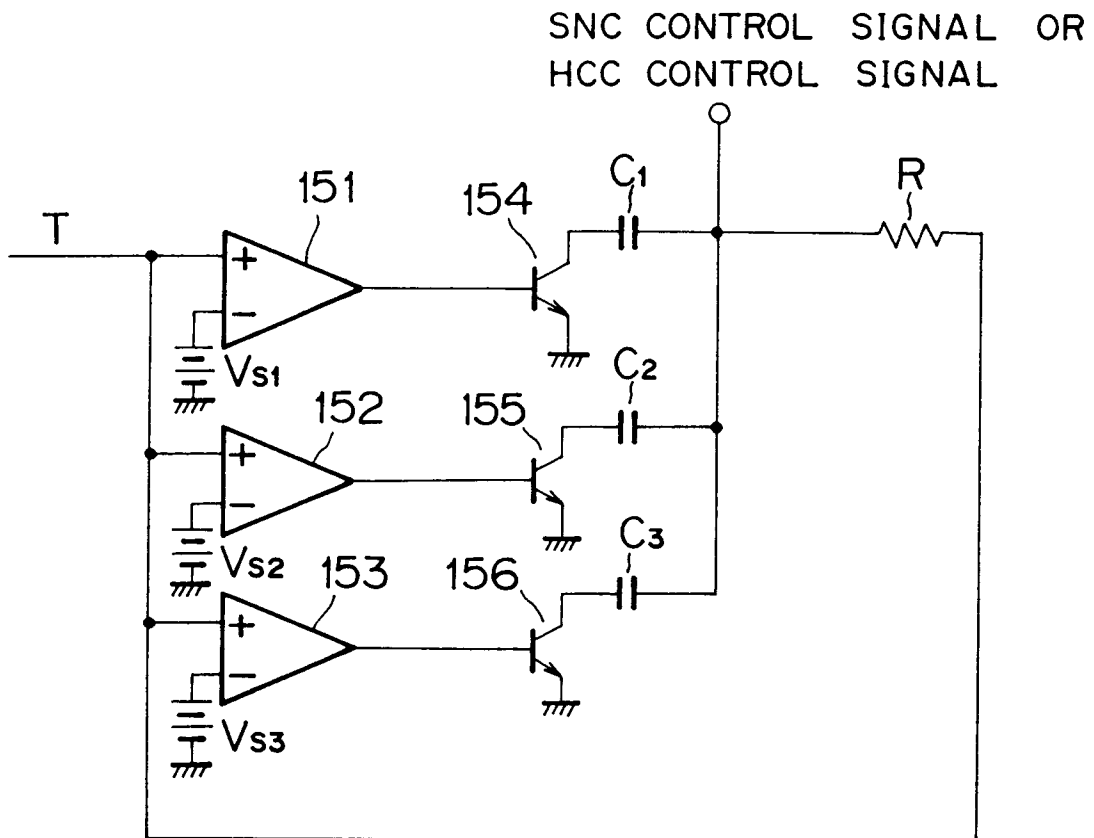 SNC CONTROL SIGNAL OR
HCC CONTROL SIGNAL
C1
R
151
154
T
+
−
VS1
C2
152
155
+
−
VS2
C3
153
156
+
−
VS3